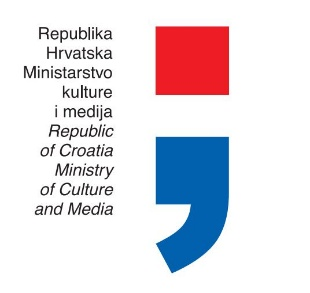 Republika
Hrvatska
Ministarstvo
kulture
i medija
Republic
of Croatia
Ministry
of Culture
and Media